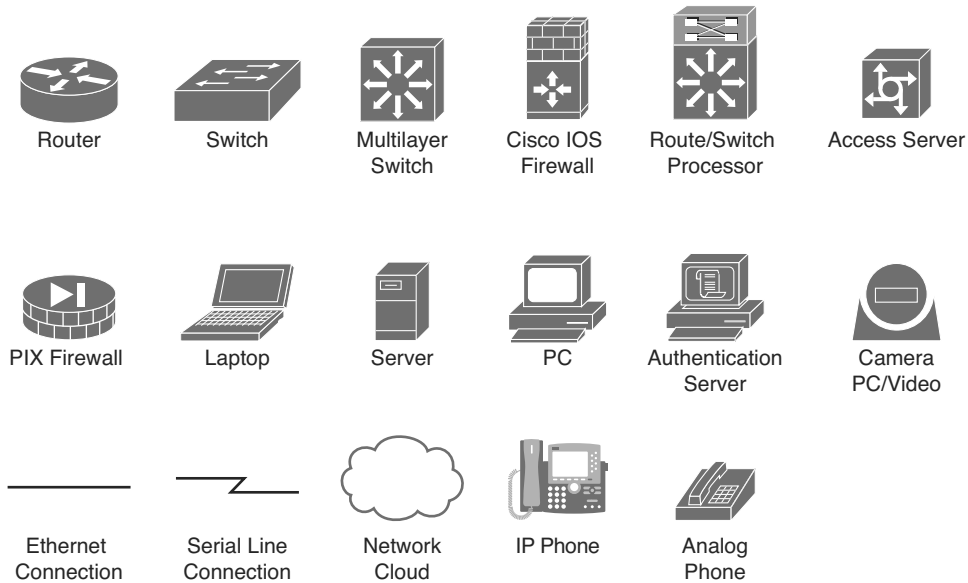 Router
Switch
Multilayer
Switch
Cisco IOS
Firewall
Route/Switch
Processor
Access Server
PIX Firewall
Laptop
Server
PC
Authentication
Server
Camera
PC/Video
Ethernet
Connection
Serial Line
Connection
Network
Cloud
IP Phone
Analog
Phone